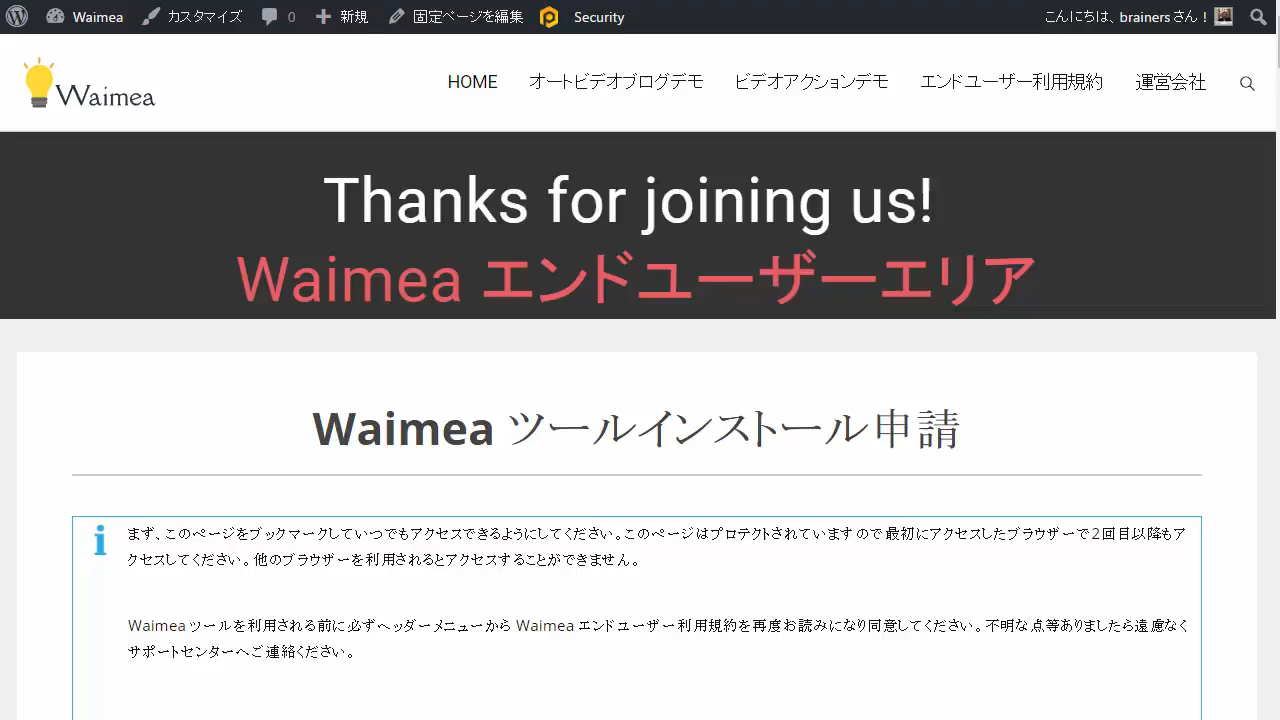 Waimea カスタマイズ 0 新規 固定ページを編集 Security こんにちは、brainers さん！
Waimea
HOME オートビデオブログデモ ビデオアクションデモ エンドユーザー利用規約 運営会社
Thanks for joining us!
Waimea エンドユーザーエリア
Waimea ツールインストール申請
まず、このページをブックマークしていつでもアクセスできるようにしてください。このページはプロテクトされていますので最初にアクセスしたブラウザーで2回目以降もア
クセスしてください。他のブラウザーを利用されるとアクセスすることができません。
Waimea ツールを利用される前に必ずヘッダーメニューから Waimea エンドユーザー利用規約を再度お読みになり同意してください。不明な点等ありましたら遠慮なく
サポートセンターへご連絡ください。